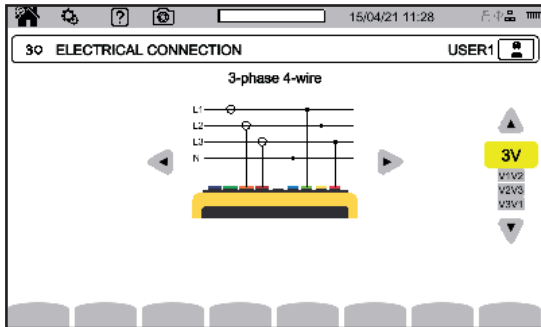 15/04/21 11:28
3Φ ELECTRICAL CONNECTION USER1
3-phase 4-wire
L1
L2
L3
N
3V
V1V2
V2V3
V3V1